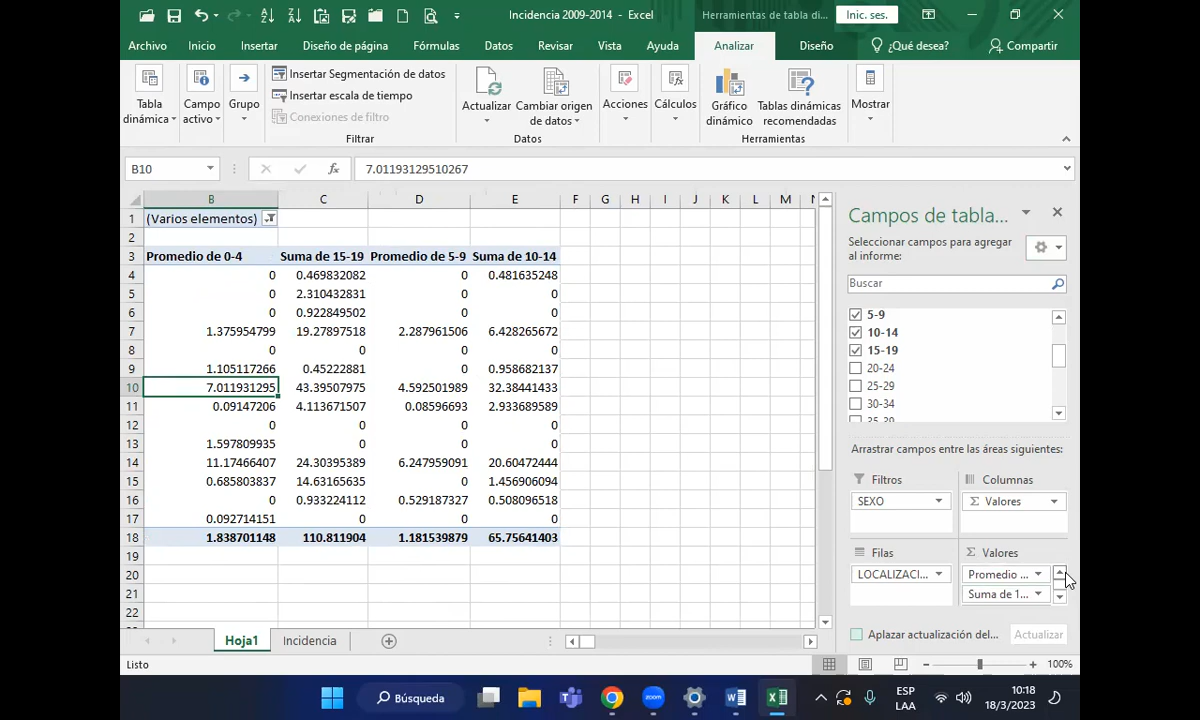 Incidencia 2009-2014 - Excel
Herramientas de tabla di...
Inic. ses.
Archivo Inicio Insertar Diseño de página Fórmulas Datos Revisar Vista Ayuda Analizar Diseño ¿Qué desea? Compartir
Tabla dinámica
Campo activo
Grupo
Insertar Segmentación de datos
Insertar escala de tiempo
Conexiones de filtro
Filtrar
Actualizar
Cambiar origen de datos
Datos
Acciones
Cálculos
Gráfico dinámico
Tablas dinámicas recomendadas
Herramientas
Mostrar
B10 fx 7.01193129510267
B C D E F G H I J K L M N
1 (Varios elementos)
2
3 Promedio de 0-4 Suma de 15-19 Promedio de 5-9 Suma de 10-14
4 0 0.469832082 0 0.481635248
5 0 2.310432831 0 0
6 0 0.922849502 0 0
7 1.375954799 19.27897518 2.287961506 6.428265672
8 0 0 0 0
9 1.105117266 0.45222881 0 0.958682137
10 7.011931295 43.39507975 4.592501989 32.38441433
11 0.09147206 4.113671507 0.08596693 2.933689589
12 0 0 0 0
13 1.597809935 0 0 0
14 11.17466407 24.30395389 6.247959091 20.60472444
15 0.685803837 14.63165635 0 1.456906094
16 0 0.933224112 0.529187327 0.508096518
17 0.092714151 0 0 0
18 1.838701148 110.811904 1.181539879 65.75641403
19
20
21
22
Campos de tabla...
Seleccionar campos para agregar al informe:
Buscar
5-9
10-14
15-19
20-24
25-29
30-34
Arrastrar campos entre las áreas siguientes:
Filtros
SEXO
Columnas
Σ Valores
Filas
LOCALIZACI...
Σ Valores
Promedio ...
Suma de 1...
Aplazar actualización del...
Actualizar
Hoja1 Incidencia
Listo
100%
Búsqueda
ESP
LAA
10:18
18/3/2023